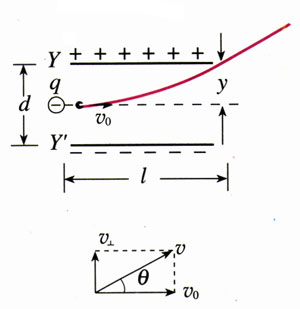 Y + + + + + +
d q y
⊖ v₀
Y′ − − − − − −
l
v⊥ v
θ v₀